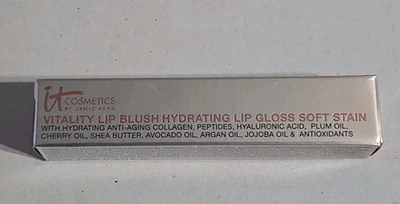 it
COSMETICS
BY JAMIE KERN
VITALITY LIP BLUSH HYDRATING LIP GLOSS SOFT STAIN
WITH HYDRATING ANTI-AGING COLLAGEN, PEPTIDES, HYALURONIC ACID, PLUM OIL,
CHERRY OIL, SHEA BUTTER, AVOCADO OIL, ARGAN OIL, JOJOBA OIL & ANTIOXIDANTS